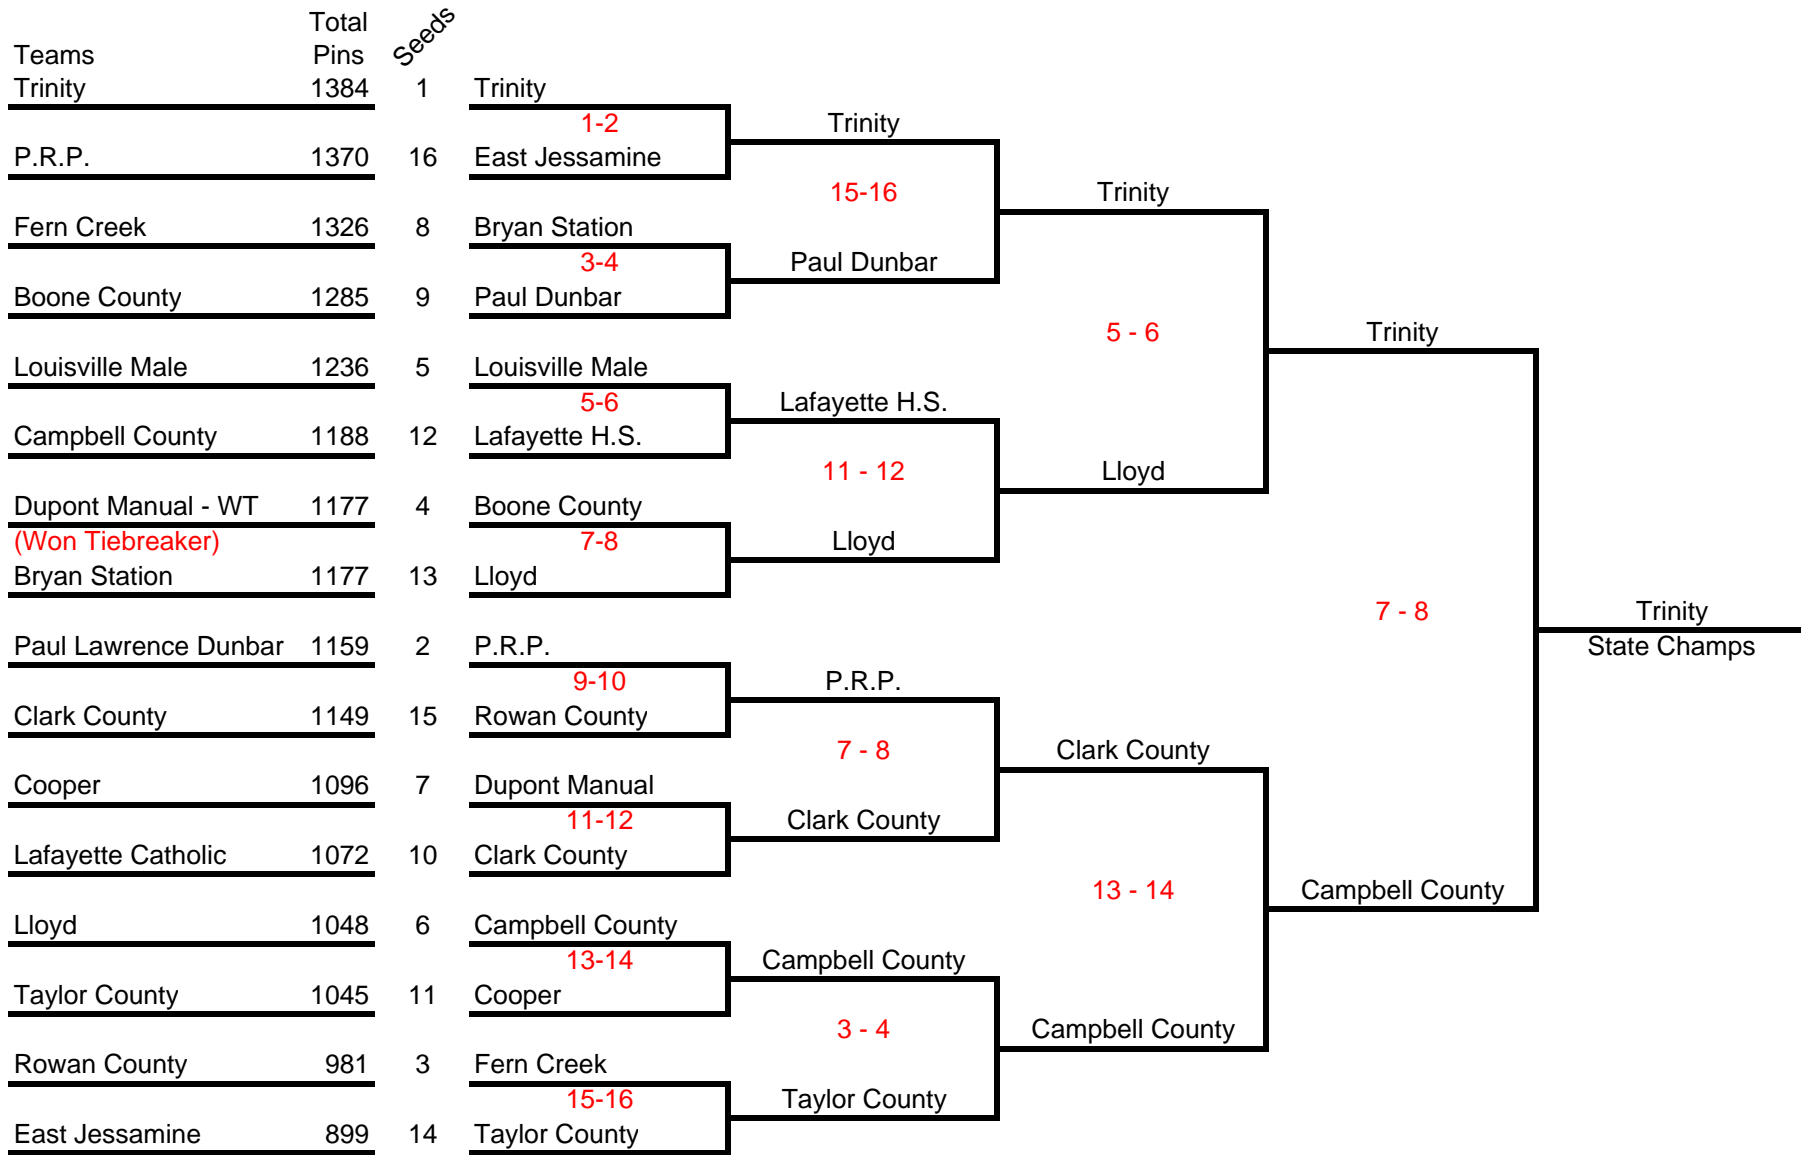 Total
Teams Pins Seeds
Trinity 1384 1 Trinity
1-2 Trinity
P.R.P. 1370 16 East Jessamine
15-16 Trinity
Fern Creek 1326 8 Bryan Station
3-4 Paul Dunbar
Boone County 1285 9 Paul Dunbar
5 - 6 Trinity
Louisville Male 1236 5 Louisville Male
5-6 Lafayette H.S.
Campbell County 1188 12 Lafayette H.S.
11 - 12 Lloyd
Dupont Manual - WT 1177 4 Boone County
(Won Tiebreaker) 7-8 Lloyd
Bryan Station 1177 13 Lloyd
7 - 8 Trinity
Paul Lawrence Dunbar 1159 2 P.R.P. State Champs
9-10 P.R.P.
Clark County 1149 15 Rowan County
7 - 8 Clark County
Cooper 1096 7 Dupont Manual
11-12 Clark County
Lafayette Catholic 1072 10 Clark County
13 - 14 Campbell County
Lloyd 1048 6 Campbell County
13-14 Campbell County
Taylor County 1045 11 Cooper
3 - 4 Campbell County
Rowan County 981 3 Fern Creek
15-16 Taylor County
East Jessamine 899 14 Taylor County